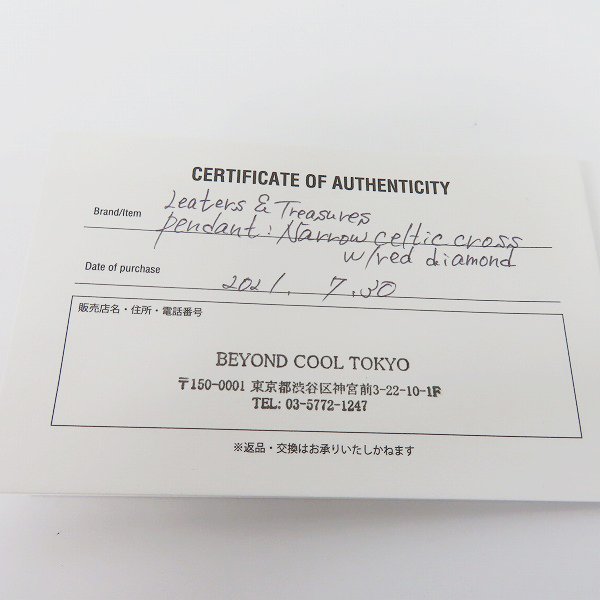 CERTIFICATE OF AUTHENTICITY
Brand/Item Leaters & Treasures
pendant: Narrow celtic cross
w/red diamond
Date of purchase 2021. 7. 30
販売店名・住所・電話番号
BEYOND COOL TOKYO
〒150-0001 東京都渋谷区神宮前3-22-10-1F
TEL: 03-5772-1247
※返品・交換はお承りいたしかねます